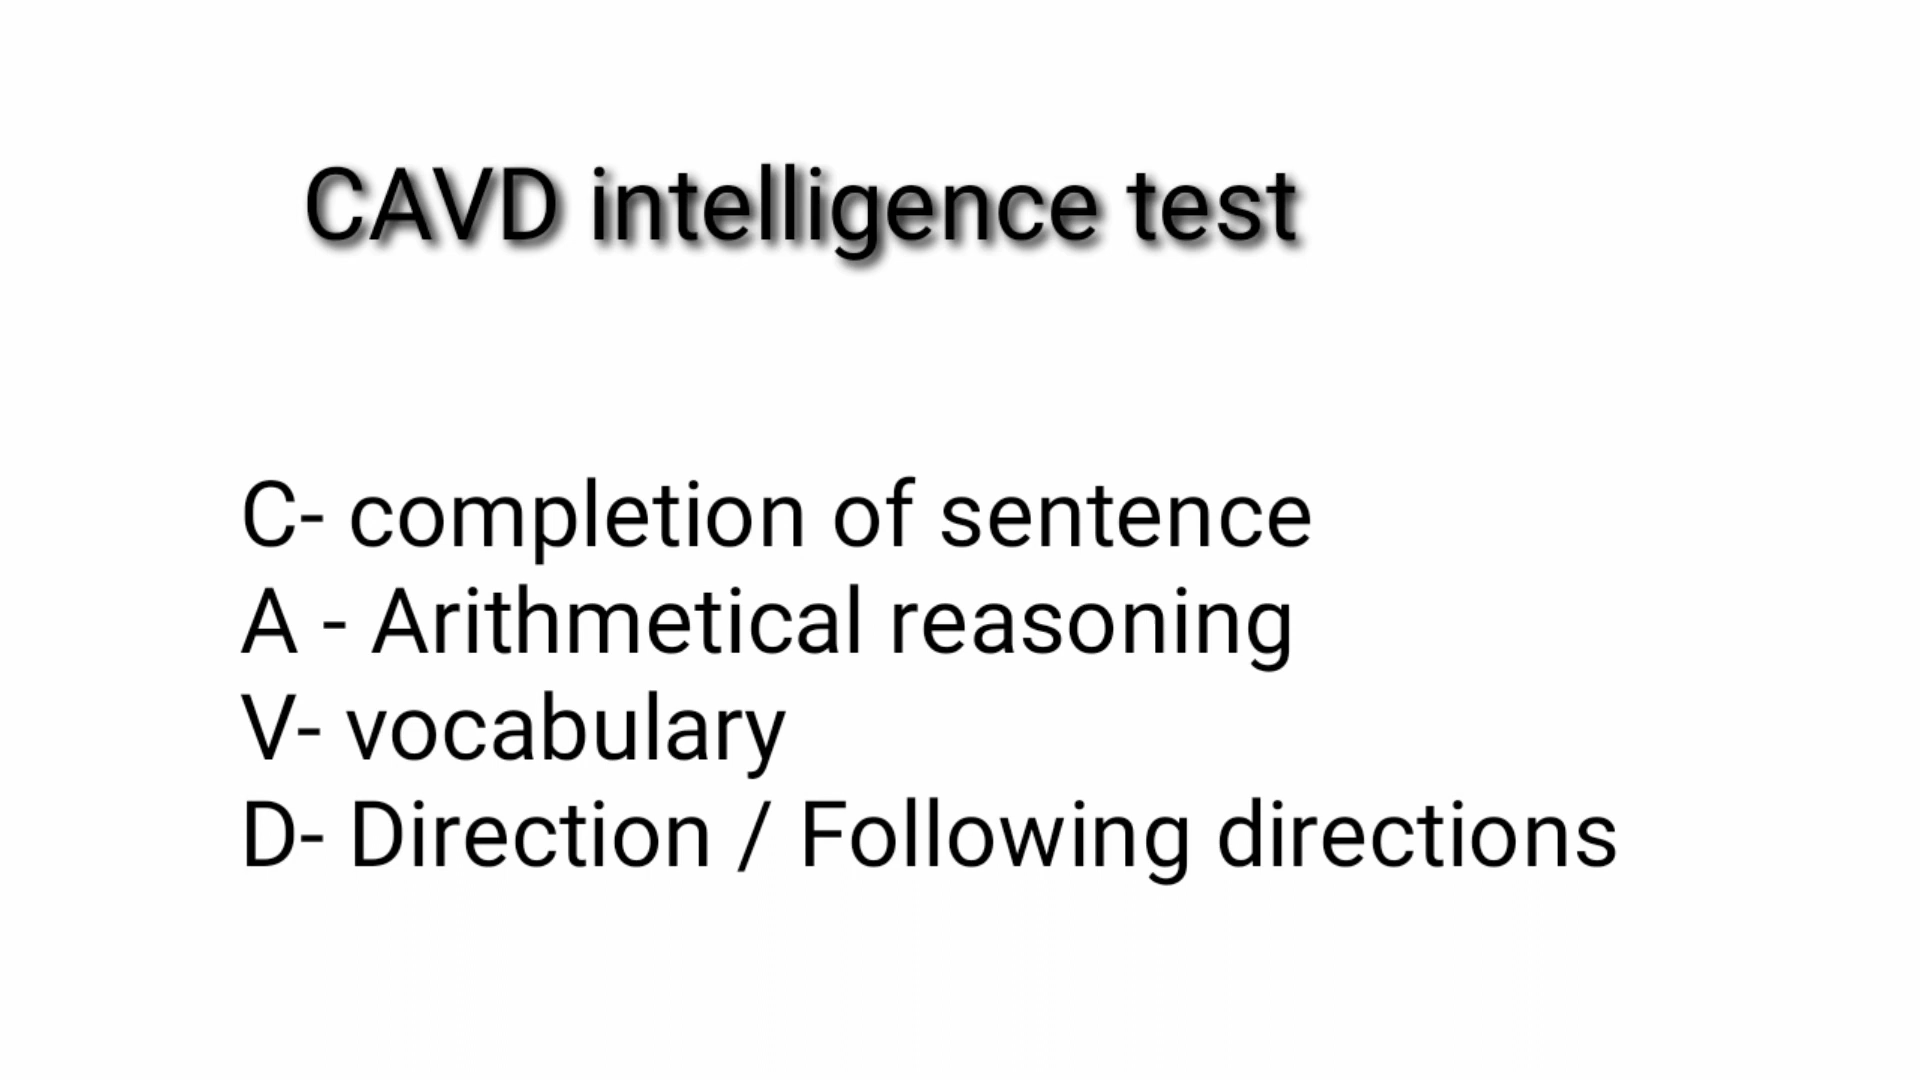 CAVD intelligence test
C- completion of sentence
A - Arithmetical reasoning
V- vocabulary
D- Direction / Following directions